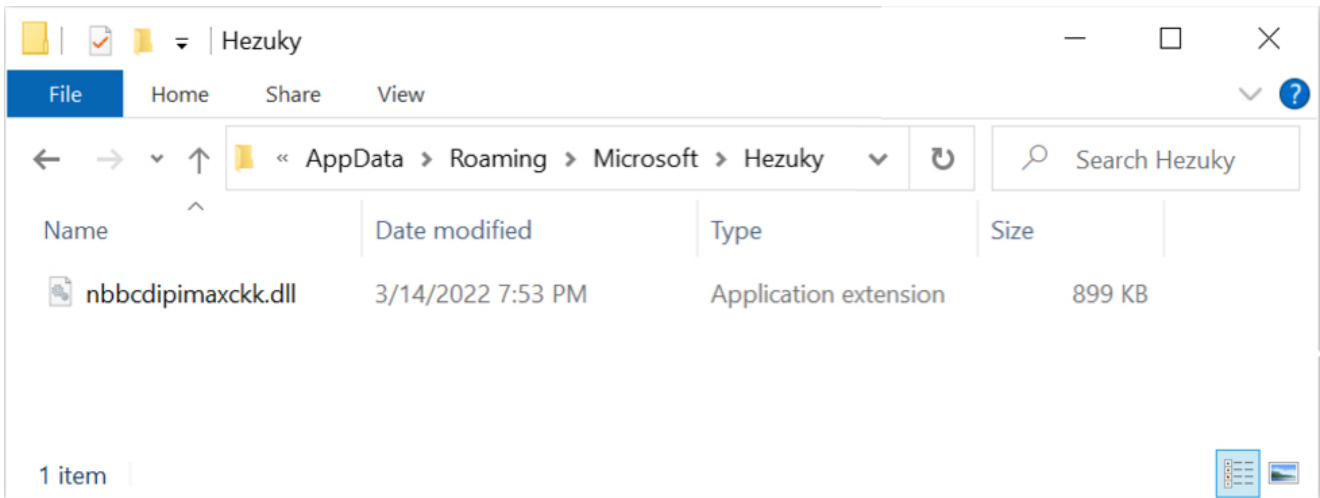 Hezuky
File Home Share View
« AppData > Roaming > Microsoft > Hezuky Search Hezuky
Name Date modified Type Size
nbbcdipimaxckk.dll 3/14/2022 7:53 PM Application extension 899 KB
1 item